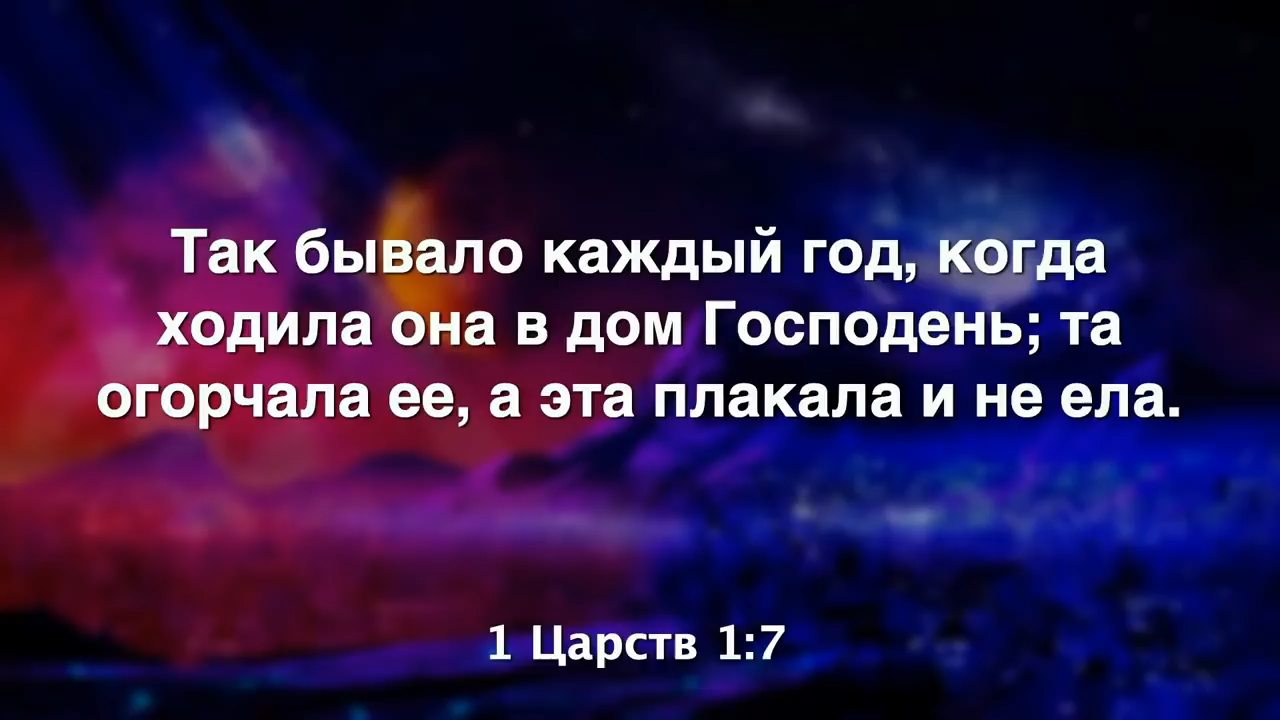 Так бывало каждый год, когда
ходила она в дом Господень; та
огорчала ее, а эта плакала и не ела.
1 Царств 1:7